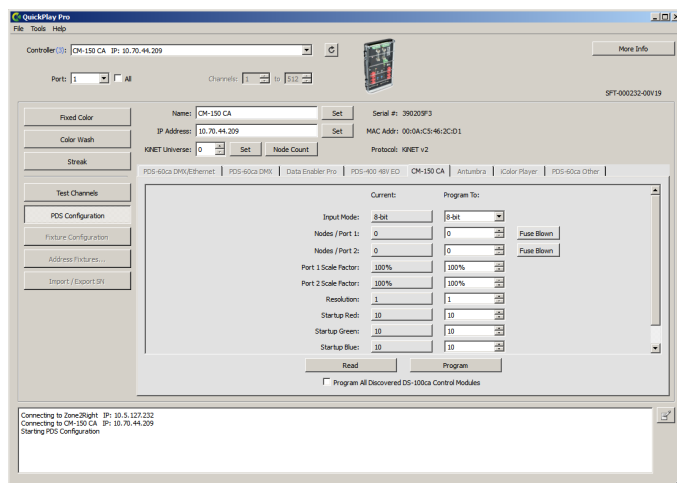 QuickPlay Pro
File Tools Help
Controller(3): CM-150 CA IP: 10.70.44.209
More Info
Port: 1 All Channels: 1 to 512
SFT-000232-00V19
Fixed Color
Color Wash
Streak
Test Channels
PDS Configuration
Fixture Configuration
Address Fixtures...
Import / Export SN
Name: CM-150 CA Set Serial #: 390205F3
IP Address: 10.70.44.209 Set MAC Addr: 00:0A:C5:46:2C:D1
KiNET Universe: 0 Set Node Count Protocol: KiNET v2
PDS-60ca DMX/Ethernet PDS-60ca DMX Data Enabler Pro PDS-400 48V EO CM-150 CA Antumbra iColor Player PDS-60ca Other
Current: Program To:
Input Mode: 8-bit 8-bit
Nodes / Port 1: 0 0 Fuse Blown
Nodes / Port 2: 0 0 Fuse Blown
Port 1 Scale Factor: 100% 100%
Port 2 Scale Factor: 100% 100%
Resolution: 1 1
Startup Red: 10 10
Startup Green: 10 10
Startup Blue: 10 10
Read Program
Program All Discovered DS-100ca Control Modules
Connecting to Zone2Right IP: 10.5.127.232
Connecting to CM-150 CA IP: 10.70.44.209
Starting PDS Configuration